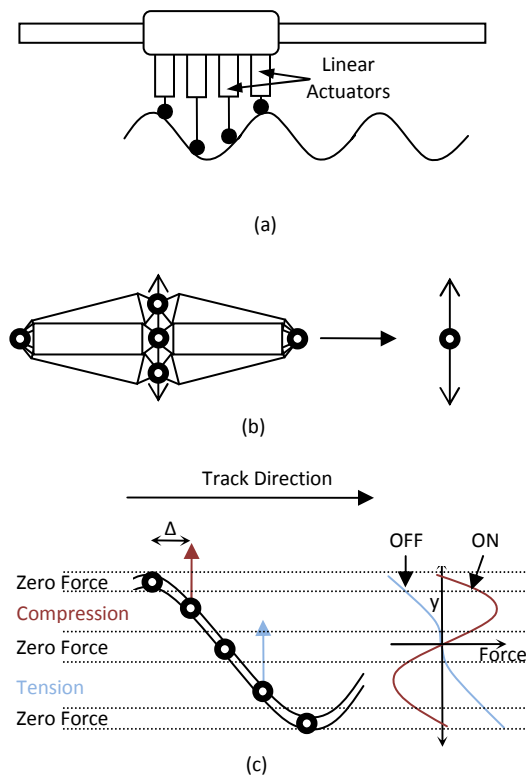 Linear
Actuators
(a)
(b)
Track Direction
Δ
OFF
ON
Zero Force
y
Compression
Zero Force
Force
Tension
Zero Force
(c)